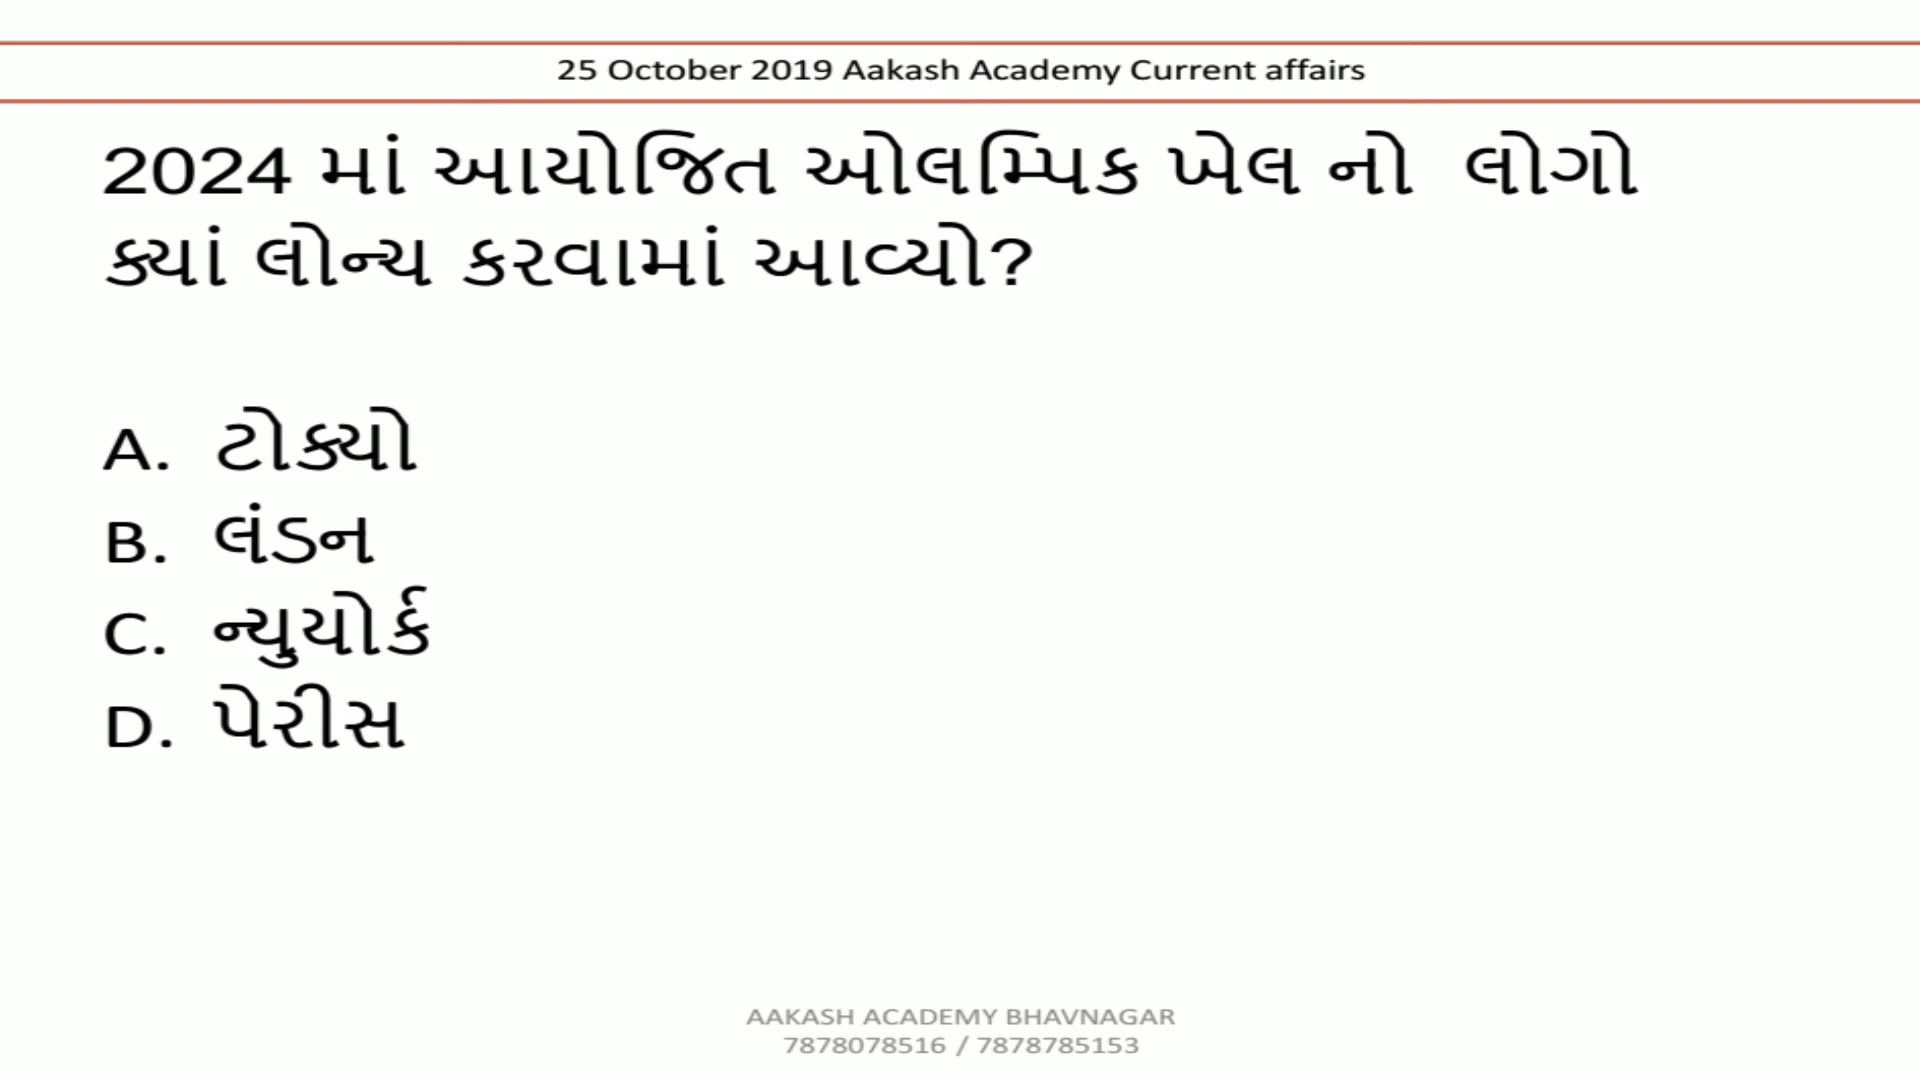 25 October 2019 Aakash Academy Current affairs
2024 માં આયોજિત ઓલમ્પિક ખેલ નો લોગો
ક્યાં લોન્ચ કરવામાં આવ્યો?
A. ટોક્યો
B. લંડન
C. ન્યુયોર્ક
D. પેરીસ
AAKASH ACADEMY BHAVNAGAR
7878078516 / 7878785153